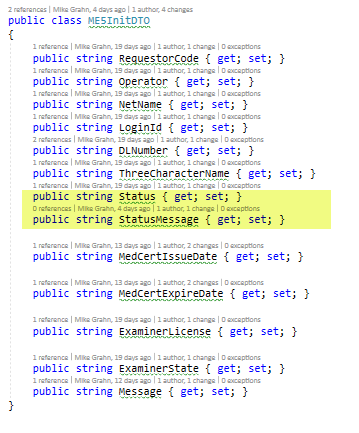 2 references | Mike Grahn, 4 days ago | 1 author, 4 changes
public class ME5InitDTO
{
1 reference | Mike Grahn, 19 days ago | 1 author, 1 change | 0 exceptions
public string RequestorCode { get; set; }
1 reference | Mike Grahn, 19 days ago | 1 author, 1 change | 0 exceptions
public string Operator { get; set; }
1 reference | Mike Grahn, 19 days ago | 1 author, 1 change | 0 exceptions
public string NetName { get; set; }
1 reference | Mike Grahn, 19 days ago | 1 author, 1 change | 0 exceptions
public string LoginId { get; set; }
2 references | Mike Grahn, 19 days ago | 1 author, 1 change | 0 exceptions
public string DLNumber { get; set; }
1 reference | Mike Grahn, 19 days ago | 1 author, 1 change | 0 exceptions
public string ThreeCharacterName { get; set; }
1 reference | Mike Grahn, 19 days ago | 1 author, 1 change | 0 exceptions
public string Status { get; set; }
0 references | Mike Grahn, 4 days ago | 1 author, 1 change | 0 exceptions
public string StatusMessage { get; set; }
1 reference | Mike Grahn, 13 days ago | 1 author, 2 changes | 0 exceptions
public string MedCertIssueDate { get; set; }
1 reference | Mike Grahn, 13 days ago | 1 author, 2 changes | 0 exceptions
public string MedCertExpireDate { get; set; }
1 reference | Mike Grahn, 19 days ago | 1 author, 1 change | 0 exceptions
public string ExaminerLicense { get; set; }
1 reference | Mike Grahn, 19 days ago | 1 author, 1 change | 0 exceptions
public string ExaminerState { get; set; }
1 reference | Mike Grahn, 12 days ago | 1 author, 1 change | 0 exceptions
public string Message { get; set; }
}